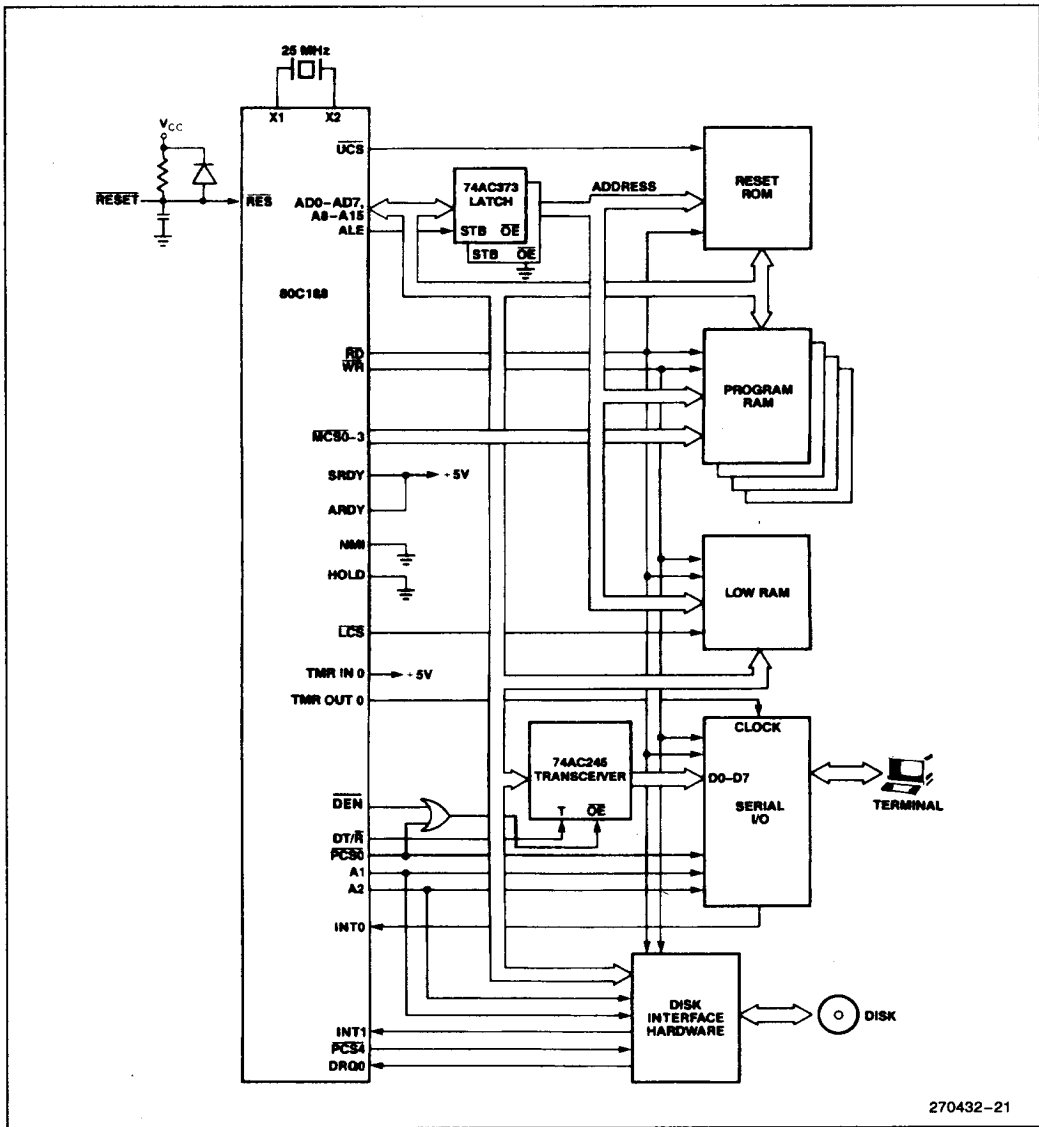 25 MHz
X1 X2
VCC
RESET
RES
UCS
AD0-AD7,
A8-A15
ALE
80C188
74AC373
LATCH
STB OE
STB OE
ADDRESS
RESET
ROM
RD
WR
PROGRAM
RAM
MCS0-3
SRDY
+5V
ARDY
NMI
HOLD
LOW RAM
LCS
TMR IN 0
+5V
TMR OUT 0
CLOCK
74AC245
TRANSCEIVER
D0-D7
T OE
SERIAL
I/O
TERMINAL
DEN
DT/R
PCS0
A1
A2
INT0
DISK
INTERFACE
HARDWARE
DISK
INT1
PCS4
DRQ0
270432-21